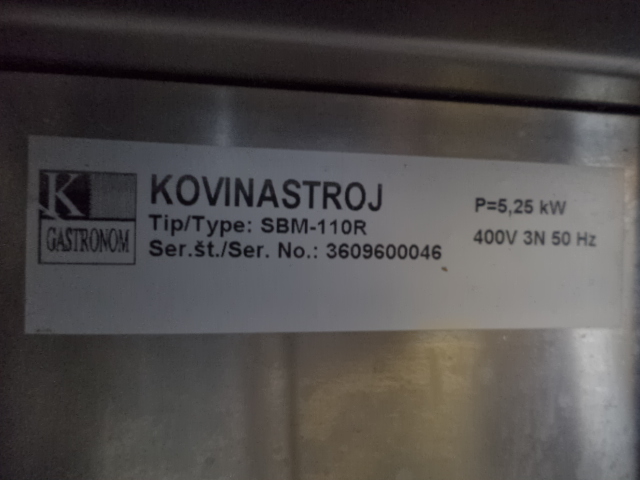 K
GASTRONOM
KOVINASTROJ
Tip/Type: SBM-110R
Ser.št./Ser. No.: 3609600046
P=5,25 kW
400V 3N 50 Hz